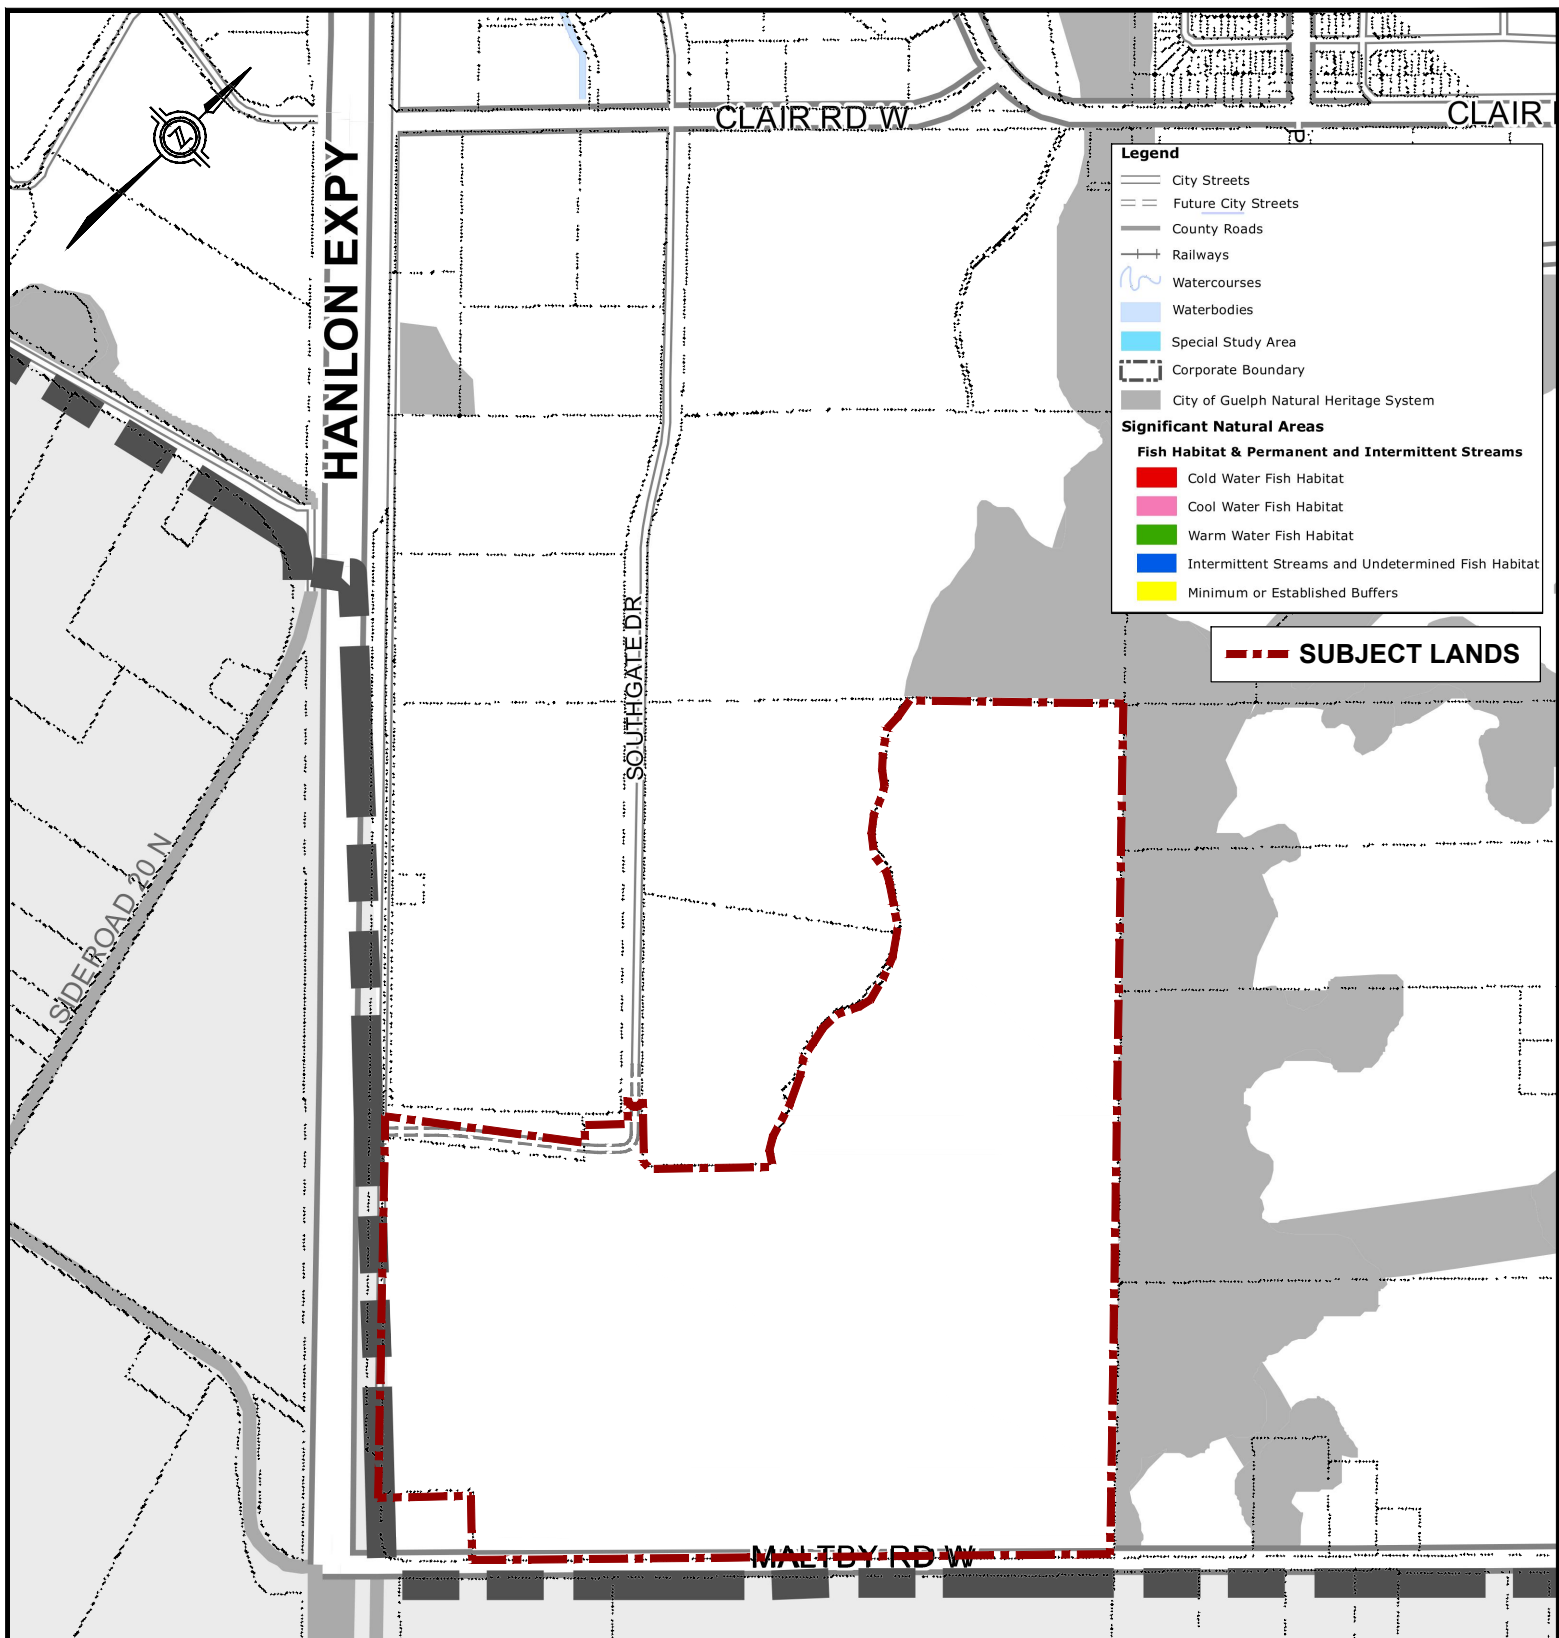 CLAIR RD W
CLAIR
HANLON EXPY
Z
P
Legend
City Streets
Future City Streets
County Roads
Railways
Watercourses
Waterbodies
Special Study Area
Corporate Boundary
City of Guelph Natural Heritage System
Significant Natural Areas
Fish Habitat & Permanent and Intermittent Streams
Cold Water Fish Habitat
Cool Water Fish Habitat
Warm Water Fish Habitat
Intermittent Streams and Undetermined Fish Habitat
Minimum or Established Buffers
SUBJECT LANDS
SOUTHGATE DR
SIDEROAD 20 N
MALTBY RD W